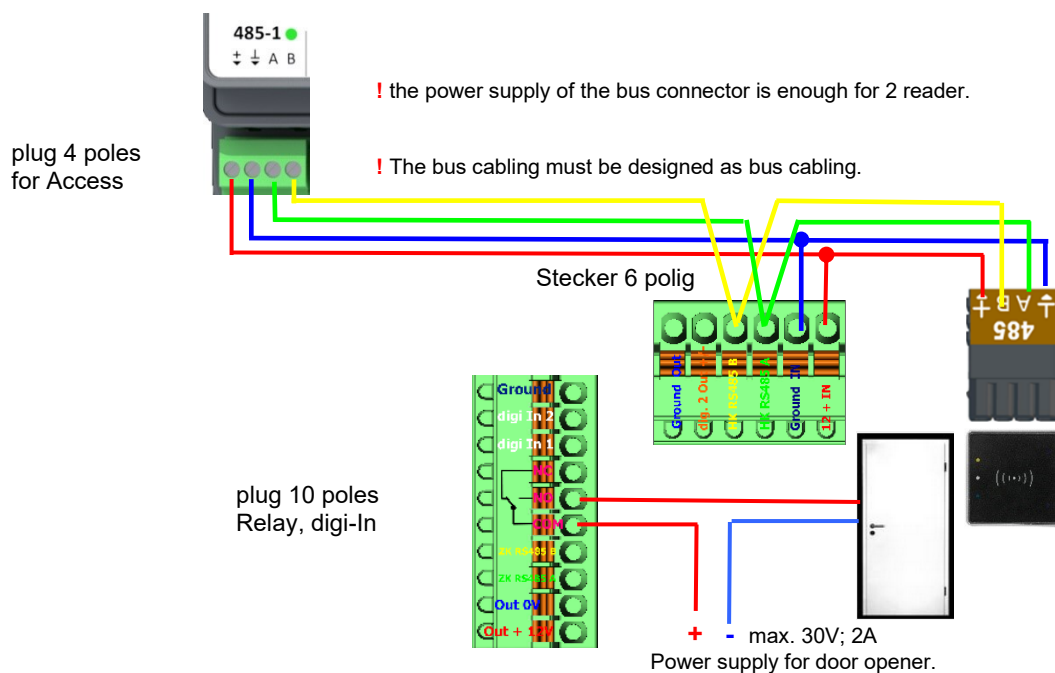 485-1
A B
! the power supply of the bus connector is enough for 2 reader.
plug 4 poles
for Access
! The bus cabling must be designed as bus cabling.
Stecker 6 polig
A B
485
Ground Out
HK RS485 B
HK RS485 A
Ground IN
12 + IN
Ground
digi In 2
digi In 1
NO
COM
ZK RS485 B
ZK RS485 A
Out 0V
Out + 12V
plug 10 poles
Relay, digi-In
+ - max. 30V; 2A
Power supply for door opener.